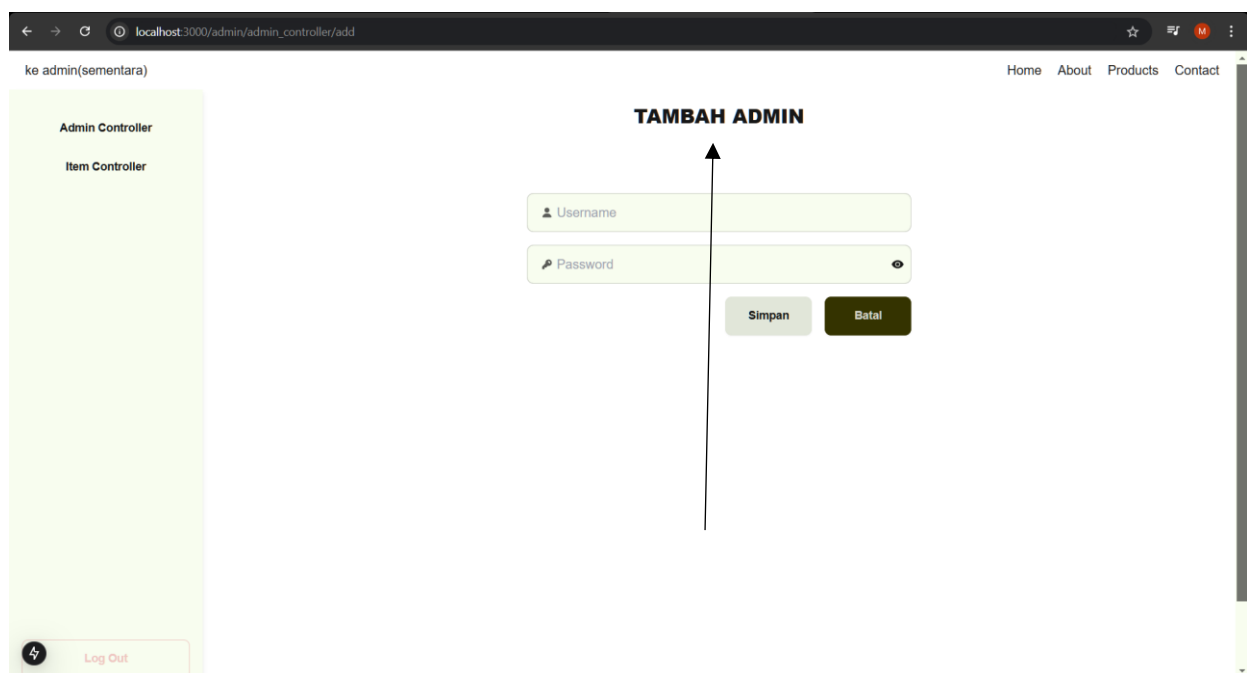 localhost:3000/admin/admin_controller/add
M
ke admin(sementara)
Home About Products Contact
Admin Controller
Item Controller
TAMBAH ADMIN
Username
Password
Simpan Batal
Log Out